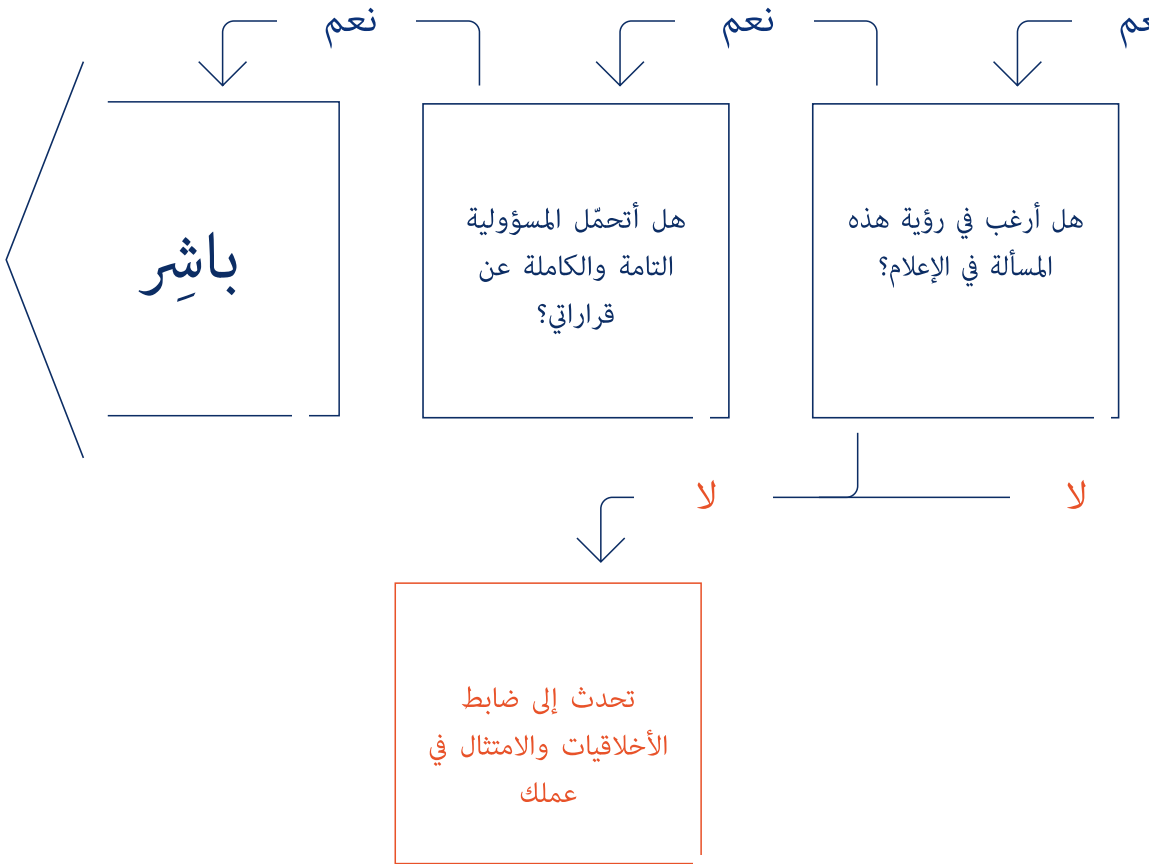 نعم
نعم
هل أرغب في رؤية هذه
المسألة في الإعلام؟
هل أتحمّل المسؤولية
التامة والكاملة عن
قراراتي؟
باشِر
لا
لا
تحدث إلى ضابط
الأخلاقيات والامتثال في
عملك